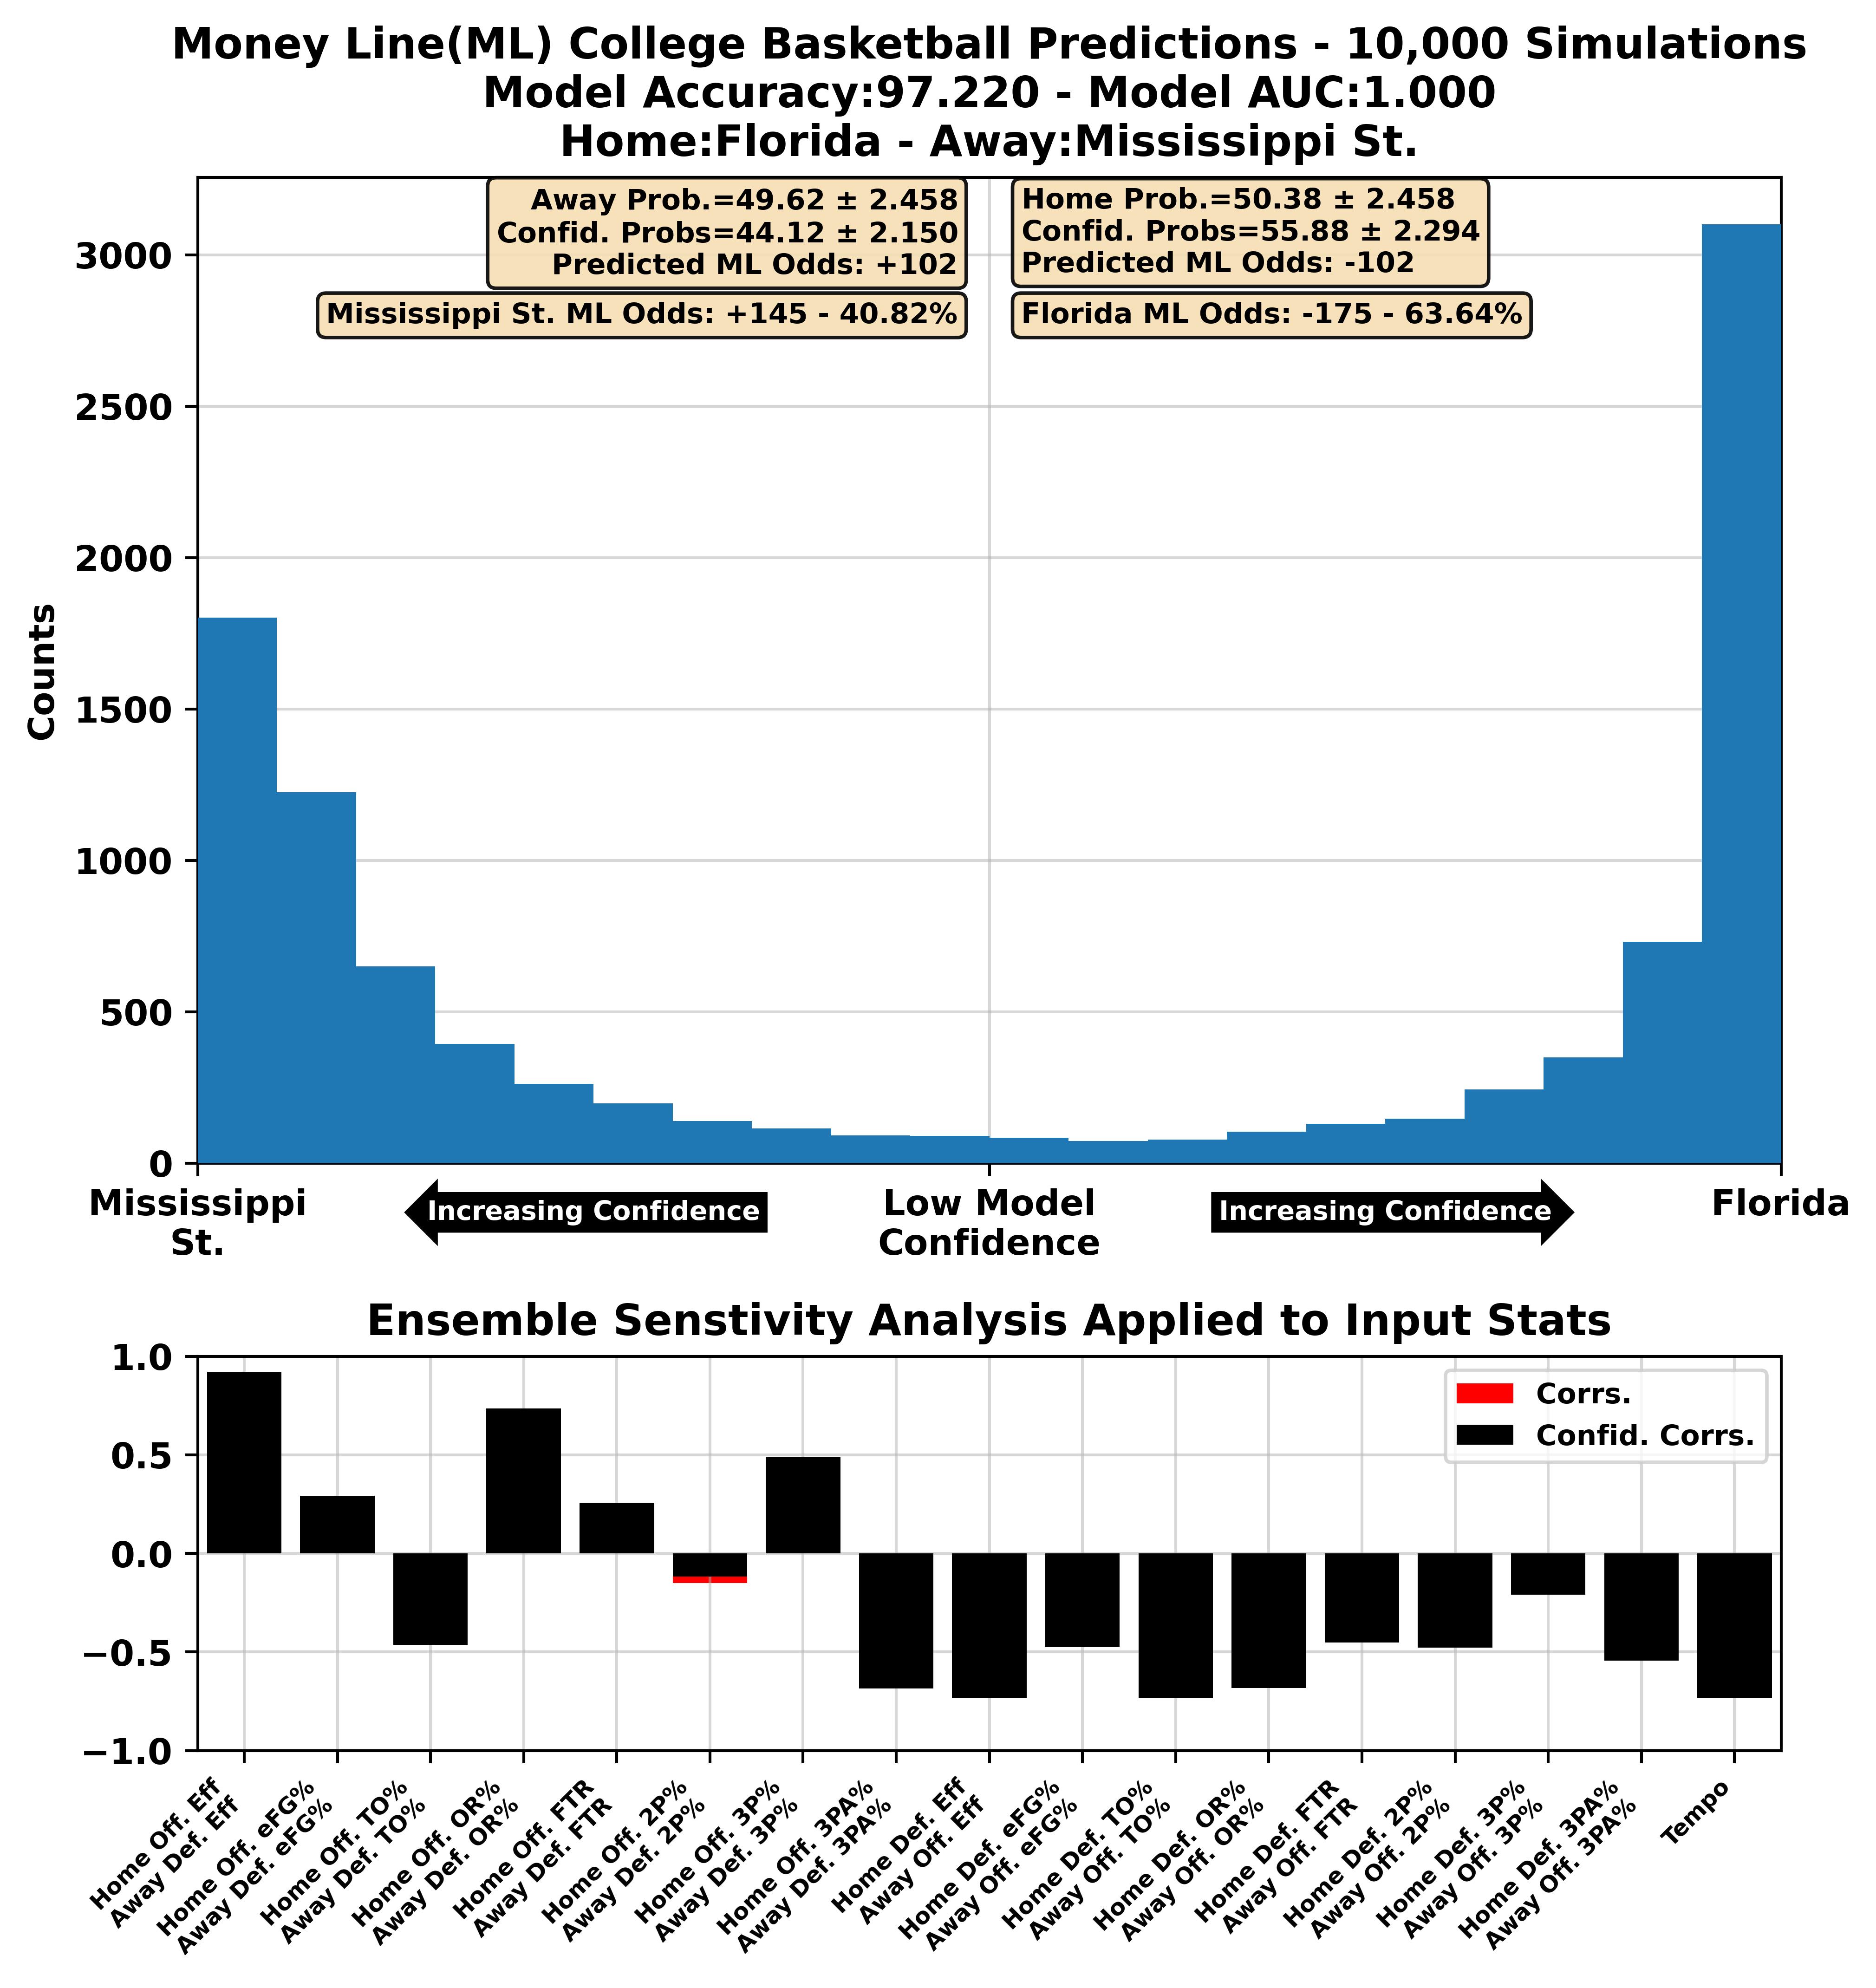 Money Line(ML) College Basketball Predictions - 10,000 Simulations
Model Accuracy:97.220 - Model AUC:1.000
Home:Florida - Away:Mississippi St.
Away Prob.=49.62 ± 2.458
Confid. Probs=44.12 ± 2.150
Predicted ML Odds: +102
Home Prob.=50.38 ± 2.458
Confid. Probs=55.88 ± 2.294
Predicted ML Odds: -102
Mississippi St. ML Odds: +145 - 40.82%
Florida ML Odds: -175 - 63.64%
Counts
3000
2500
2000
1500
1000
500
0
Mississippi
St.
Increasing Confidence
Low Model
Confidence
Increasing Confidence
Florida
Ensemble Senstivity Analysis Applied to Input Stats
1.0
0.5
0.0
−0.5
−1.0
Corrs.
Confid. Corrs.
Home Off. Eff
Away Def. Eff
Home Off. eFG%
Away Def. eFG%
Home Off. TO%
Away Def. TO%
Home Off. OR%
Away Def. OR%
Home Off. FTR
Away Def. FTR
Home Off. 2P%
Away Def. 2P%
Home Off. 3P%
Away Def. 3P%
Home Off. 3PA%
Away Def. 3PA%
Home Def. Eff
Away Off. Eff
Home Def. eFG%
Away Off. eFG%
Home Def. TO%
Away Off. TO%
Home Def. OR%
Away Off. OR%
Home Def. FTR
Away Off. FTR
Home Def. 2P%
Away Off. 2P%
Home Def. 3P%
Away Off. 3P%
Home Def. 3PA%
Away Off. 3PA%
Tempo